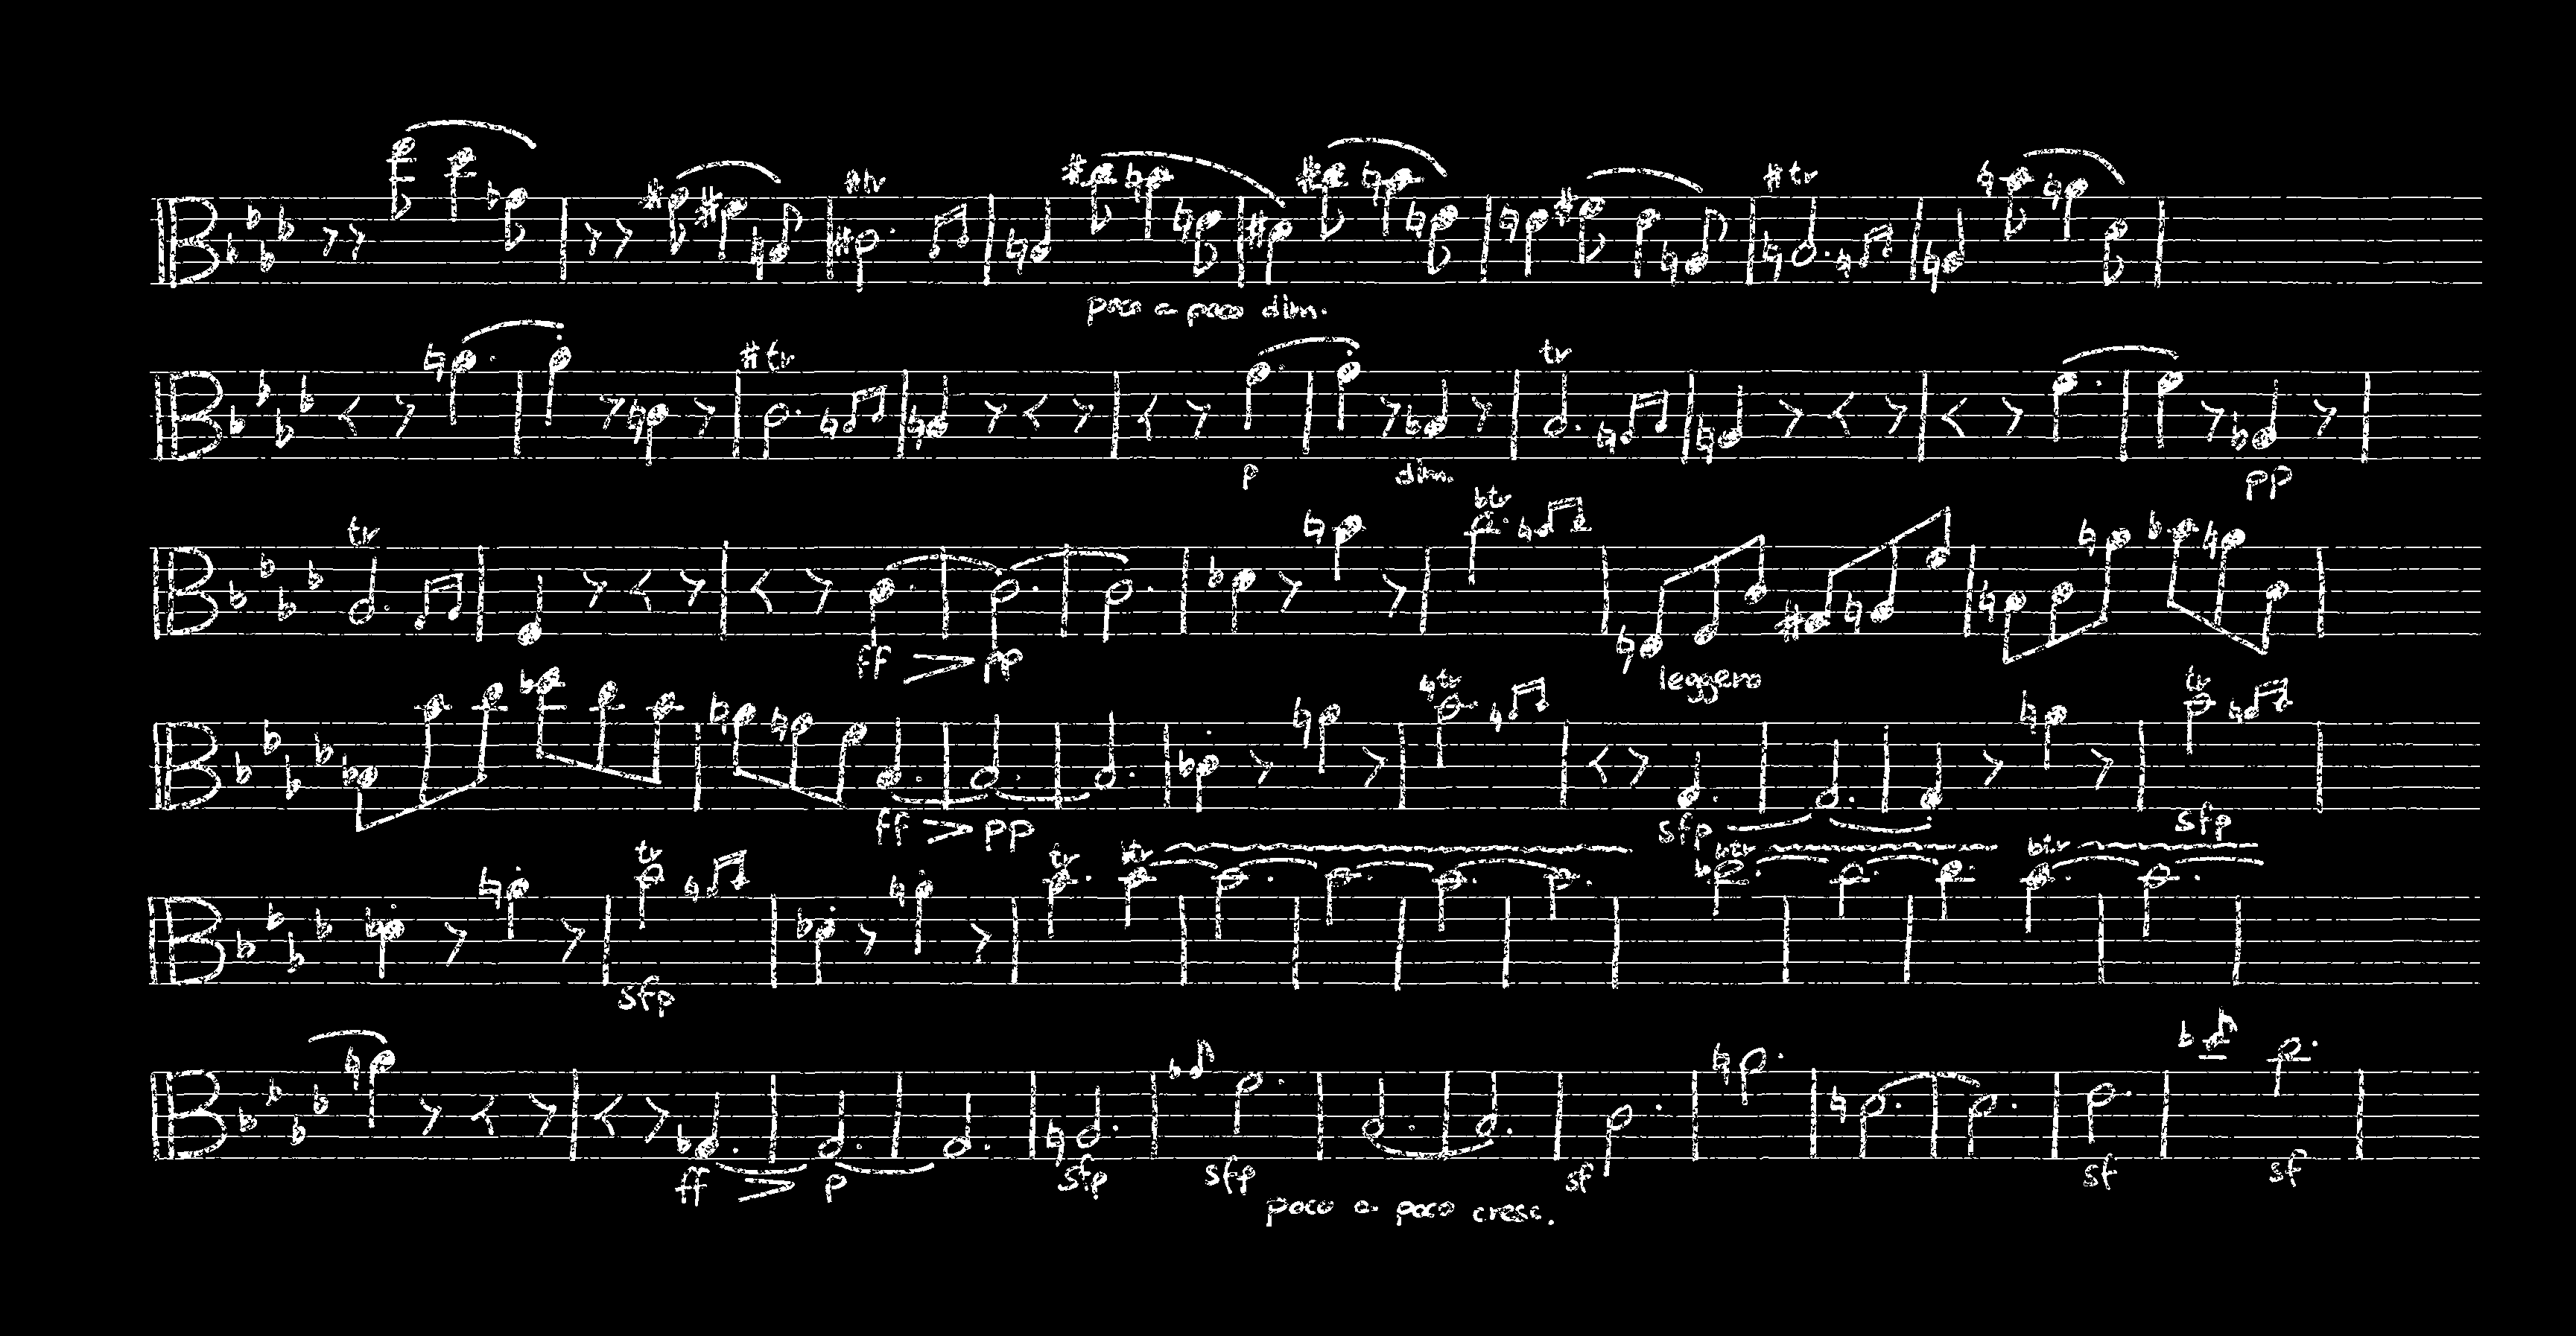 tr tr
poco a poco dim.
tr tr
p dim. pp
tr tr
ff pp leggero
tr tr
ff pp sfp sfp
tr tr tr tr tr
sfp
ff p sfp sfp sf sf sf
poco a poco cresc.